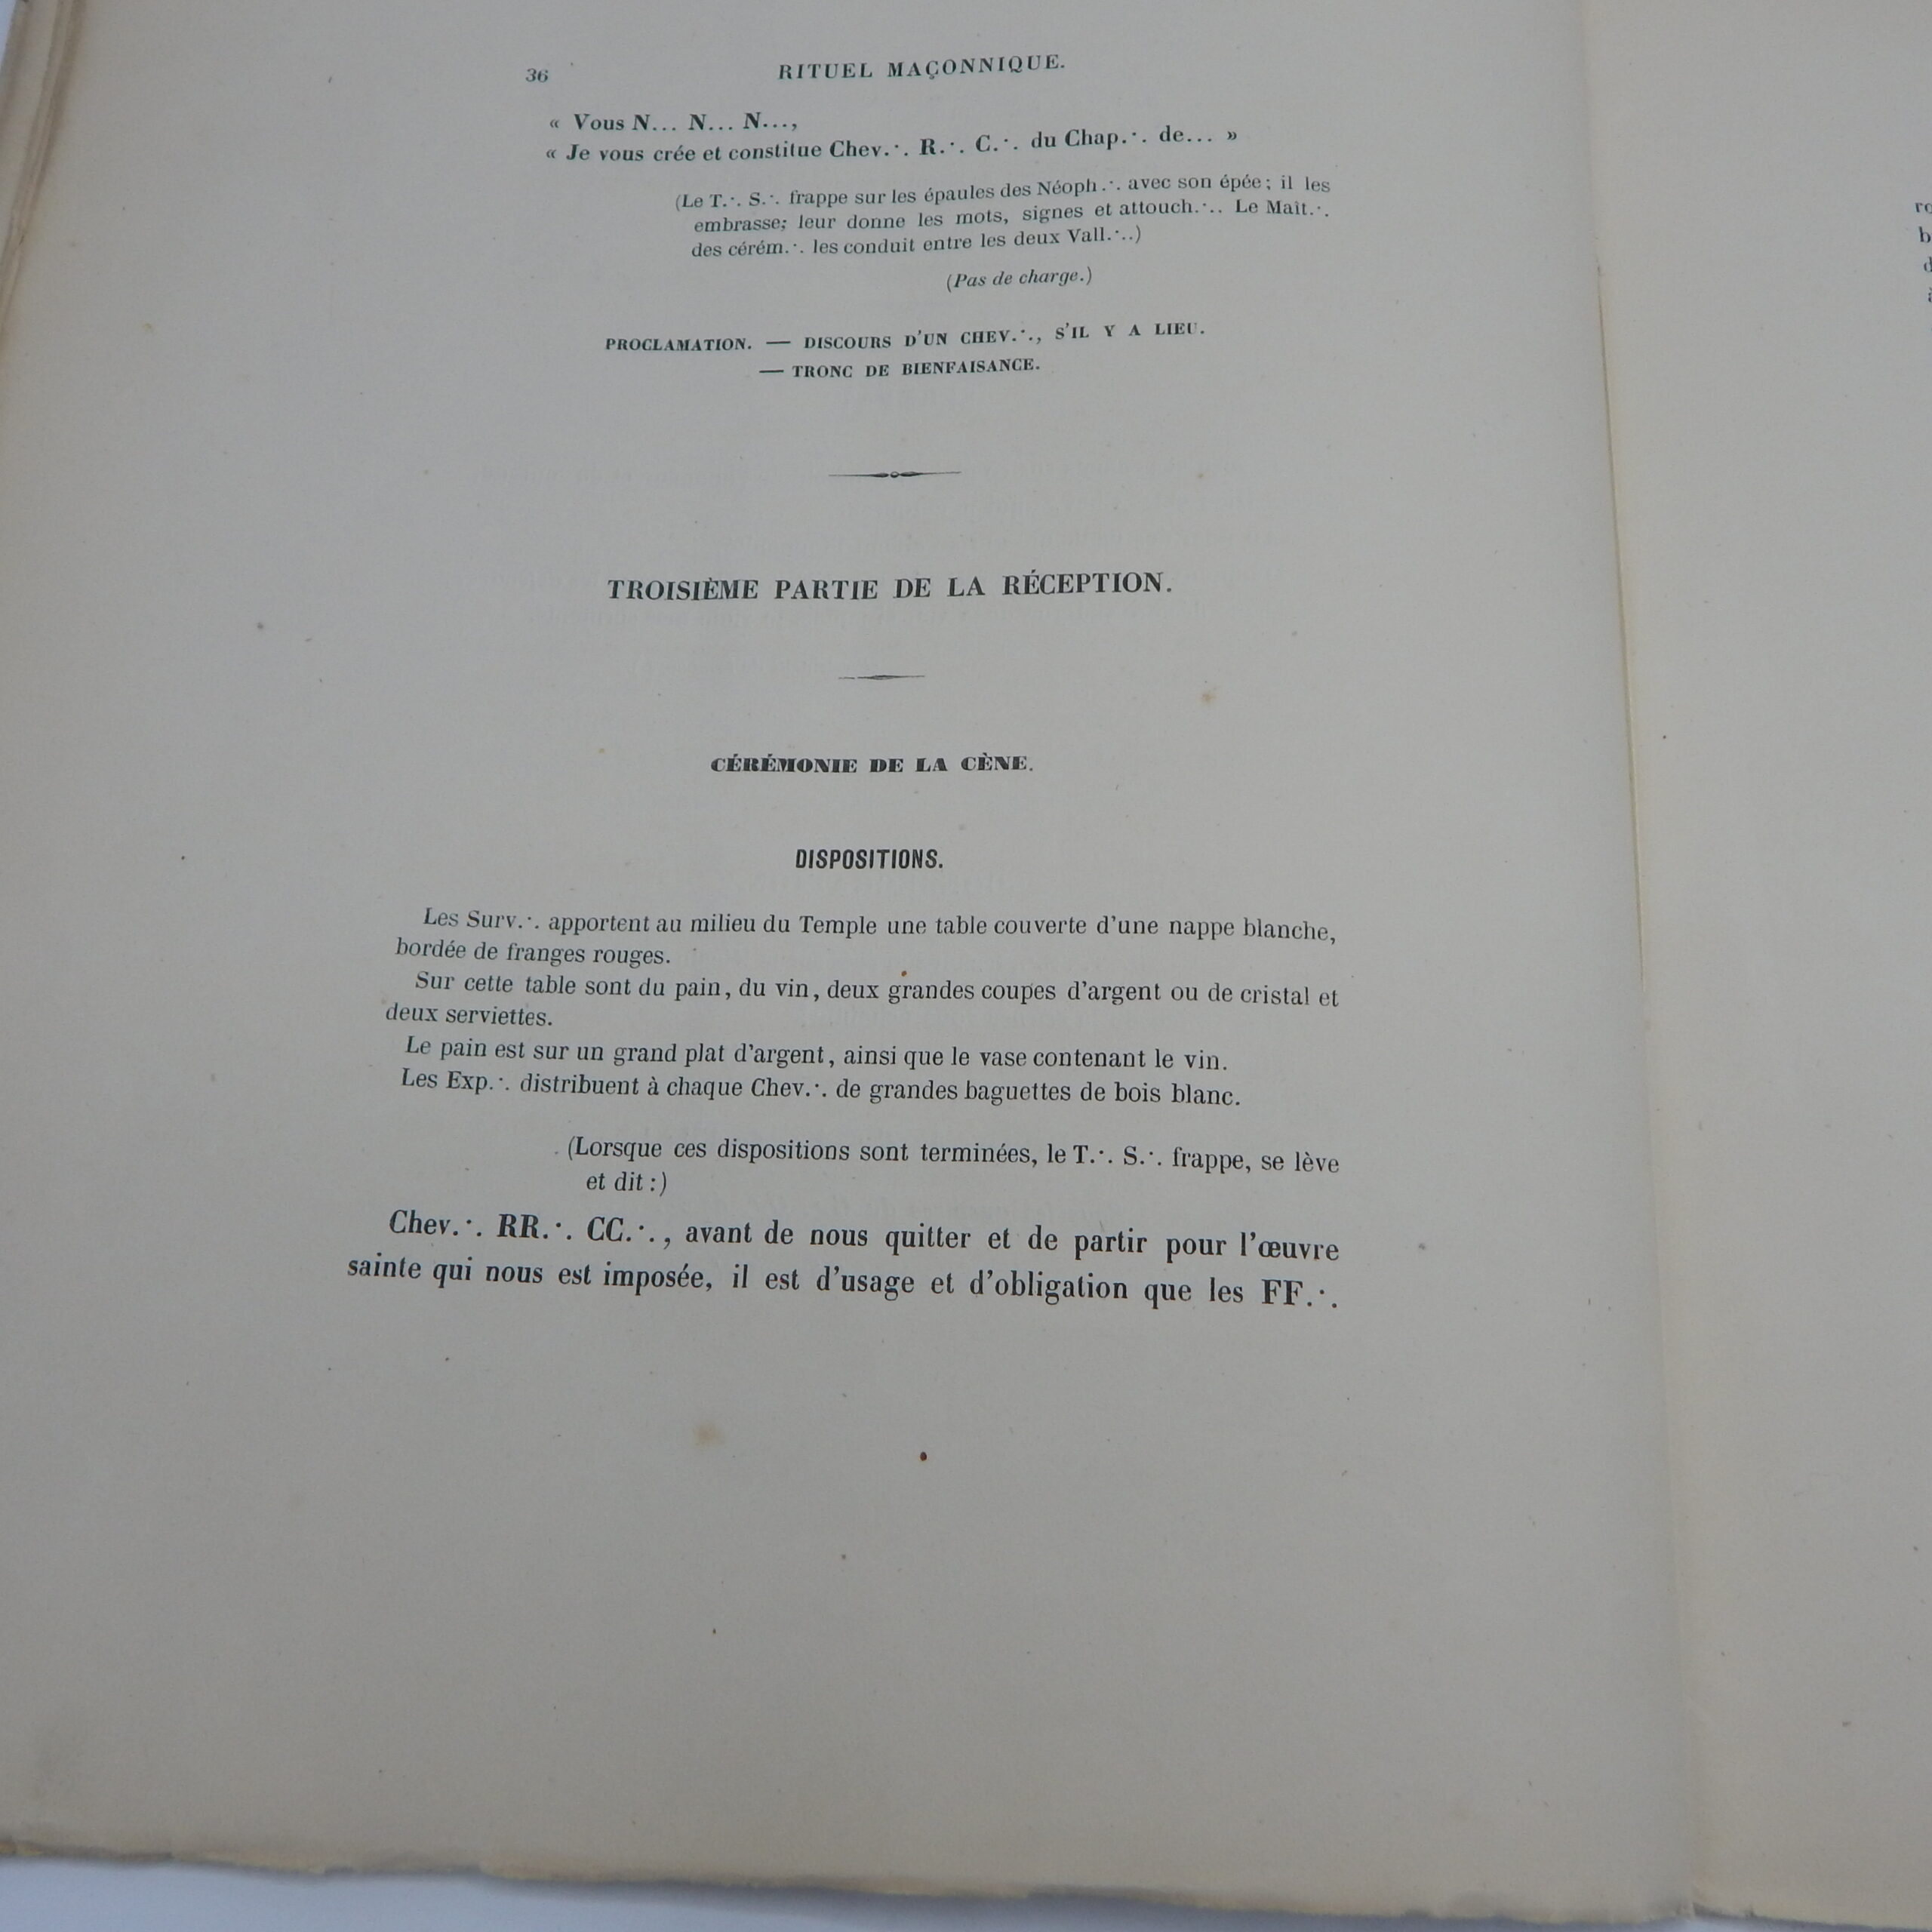 36
RITUEL MAÇONNIQUE.
« Vous N... N... N...,
« Je vous crée et constitue Chev.·. R.·. C.·. du Chap.·. de... »
(Le T.·. S.·. frappe sur les épaules des Néoph.·. avec son épée; il les
embrasse; leur donne les mots, signes et attouch.·.. Le Maît.·.
des cérém.·. les conduit entre les deux Vall.·..)
(Pas de charge.)
PROCLAMATION. — DISCOURS D'UN CHEV.·., S'IL Y A LIEU.
— TRONC DE BIENFAISANCE.
TROISIÈME PARTIE DE LA RÉCEPTION.
CÉRÉMONIE DE LA CÈNE.
DISPOSITIONS.
Les Surv.·. apportent au milieu du Temple une table couverte d'une nappe blanche,
bordée de franges rouges.
Sur cette table sont du pain, du vin, deux grandes coupes d'argent ou de cristal et
deux serviettes.
Le pain est sur un grand plat d'argent, ainsi que le vase contenant le vin.
Les Exp.·. distribuent à chaque Chev.·. de grandes baguettes de bois blanc.
(Lorsque ces dispositions sont terminées, le T.·. S.·. frappe, se lève
et dit :)
Chev.·. RR.·. CC.·., avant de nous quitter et de partir pour l'œuvre
sainte qui nous est imposée, il est d'usage et d'obligation que les FF.·.